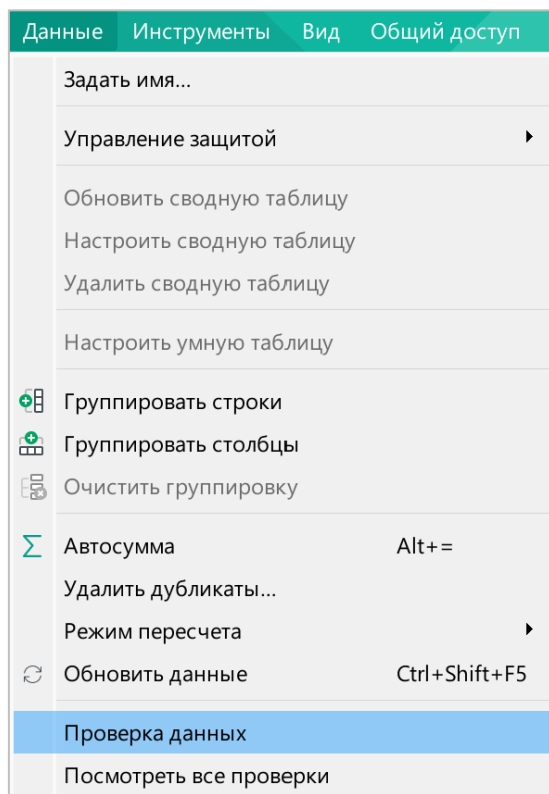 Данные Инструменты Вид Общий доступ
Задать имя...
Управление защитой
Обновить сводную таблицу
Настроить сводную таблицу
Удалить сводную таблицу
Настроить умную таблицу
Группировать строки
Группировать столбцы
Очистить группировку
Автосумма Alt+=
Удалить дубликаты...
Режим пересчета
Обновить данные Ctrl+Shift+F5
Проверка данных
Посмотреть все проверки